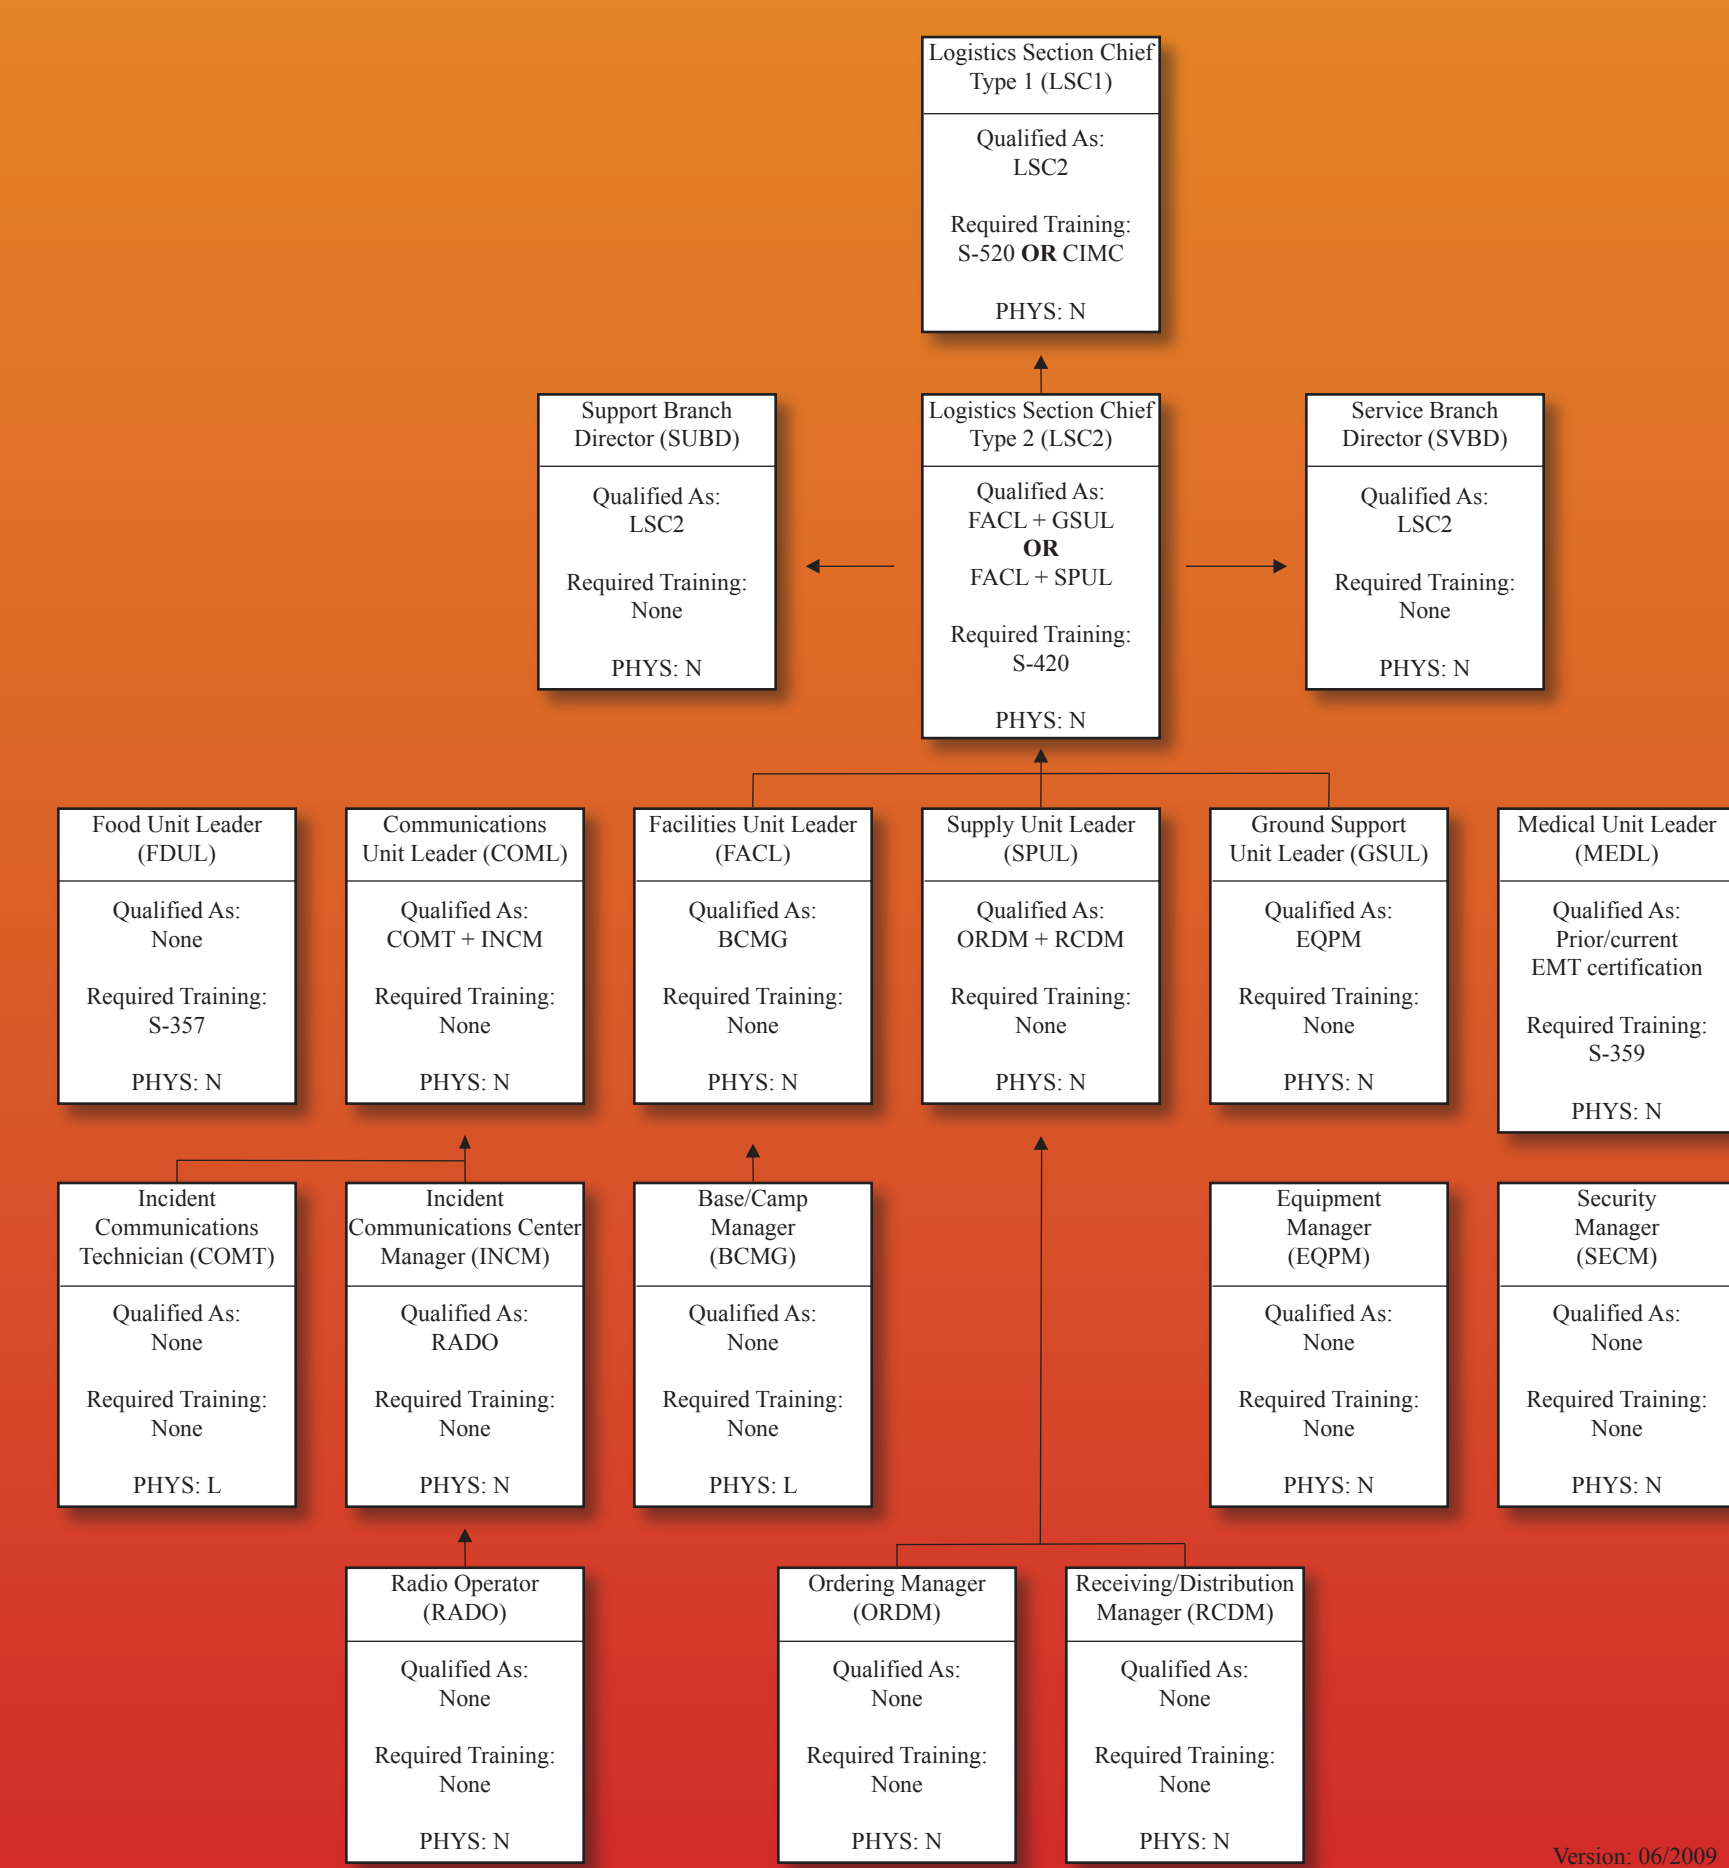 Logistics Section Chief
Type 1 (LSC1)
Qualified As:
LSC2
Required Training:
S-520 OR CIMC
PHYS: N
Support Branch
Director (SUBD)
Qualified As:
LSC2
Required Training:
None
PHYS: N
Logistics Section Chief
Type 2 (LSC2)
Qualified As:
FACL + GSUL
OR
FACL + SPUL
Required Training:
S-420
PHYS: N
Service Branch
Director (SVBD)
Qualified As:
LSC2
Required Training:
None
PHYS: N
Food Unit Leader
(FDUL)
Qualified As:
None
Required Training:
S-357
PHYS: N
Communications
Unit Leader (COML)
Qualified As:
COMT + INCM
Required Training:
None
PHYS: N
Facilities Unit Leader
(FACL)
Qualified As:
BCMG
Required Training:
None
PHYS: N
Supply Unit Leader
(SPUL)
Qualified As:
ORDM + RCDM
Required Training:
None
PHYS: N
Ground Support
Unit Leader (GSUL)
Qualified As:
EQPM
Required Training:
None
PHYS: N
Medical Unit Leader
(MEDL)
Qualified As:
Prior/current
EMT certification
Required Training:
S-359
PHYS: N
Incident
Communications
Technician (COMT)
Qualified As:
None
Required Training:
None
PHYS: L
Incident
Communications Center
Manager (INCM)
Qualified As:
RADO
Required Training:
None
PHYS: N
Base/Camp
Manager
(BCMG)
Qualified As:
None
Required Training:
None
PHYS: L
Equipment
Manager
(EQPM)
Qualified As:
None
Required Training:
None
PHYS: N
Security
Manager
(SECM)
Qualified As:
None
Required Training:
None
PHYS: N
Radio Operator
(RADO)
Qualified As:
None
Required Training:
None
PHYS: N
Ordering Manager
(ORDM)
Qualified As:
None
Required Training:
None
PHYS: N
Receiving/Distribution
Manager (RCDM)
Qualified As:
None
Required Training:
None
PHYS: N
Version: 06/2009